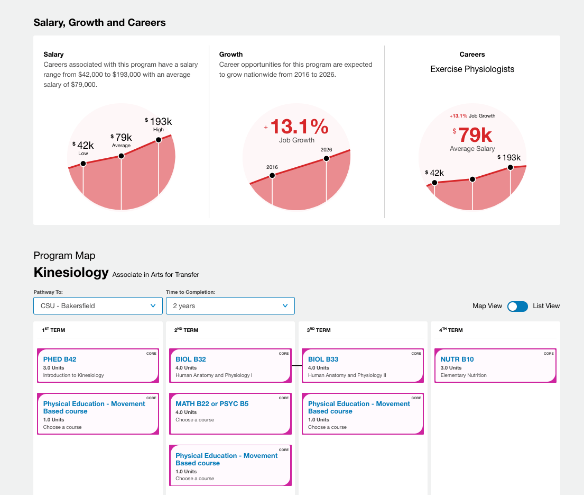 Salary, Growth and Careers
Salary
Careers associated with this program have a salary
range from $42,000 to $193,000 with an average
salary of $79,000.
$ 193k
High
$ 79k
Average
$ 42k
Low
Growth
Career opportunities for this program are expected
to grow nationwide from 2016 to 2026.
+ 13.1%
Job Growth
2026
2016
Careers
Exercise Physiologists
+13.1% Job Growth
$ 79k
Average Salary
$ 193k
$ 42k
Program Map
Kinesiology Associate in Arts for Transfer
Pathway To:
CSU - Bakersfield
Time to Completion:
2 years
Map View
List View
1ST TERM
2ND TERM
3RD TERM
4TH TERM
CORE
PHED B42
3.0 Units
Introduction to Kinesiology
CORE
BIOL B32
4.0 Units
Human Anatomy and Physiology I
CORE
BIOL B33
4.0 Units
Human Anatomy and Physiology II
CORE
NUTR B10
3.0 Units
Elementary Nutrition
CORE
Physical Education - Movement
Based course
1.0 Units
Choose a course
CORE
MATH B22 or PSYC B5
4.0 Units
Choose a course
CORE
Physical Education - Movement
Based course
1.0 Units
Choose a course
CORE
Physical Education - Movement
Based course
1.0 Units
Choose a course